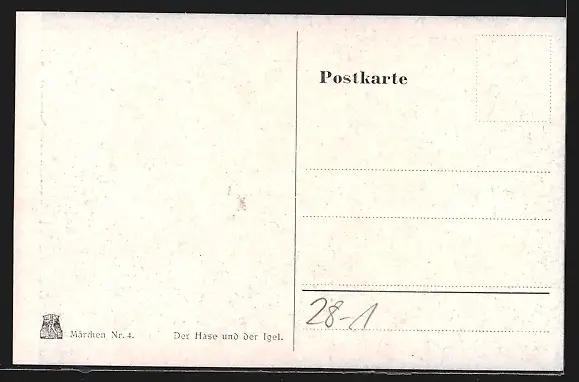 Postkarte
28-1
Märchen Nr. 4. Der Hase und der Igel.